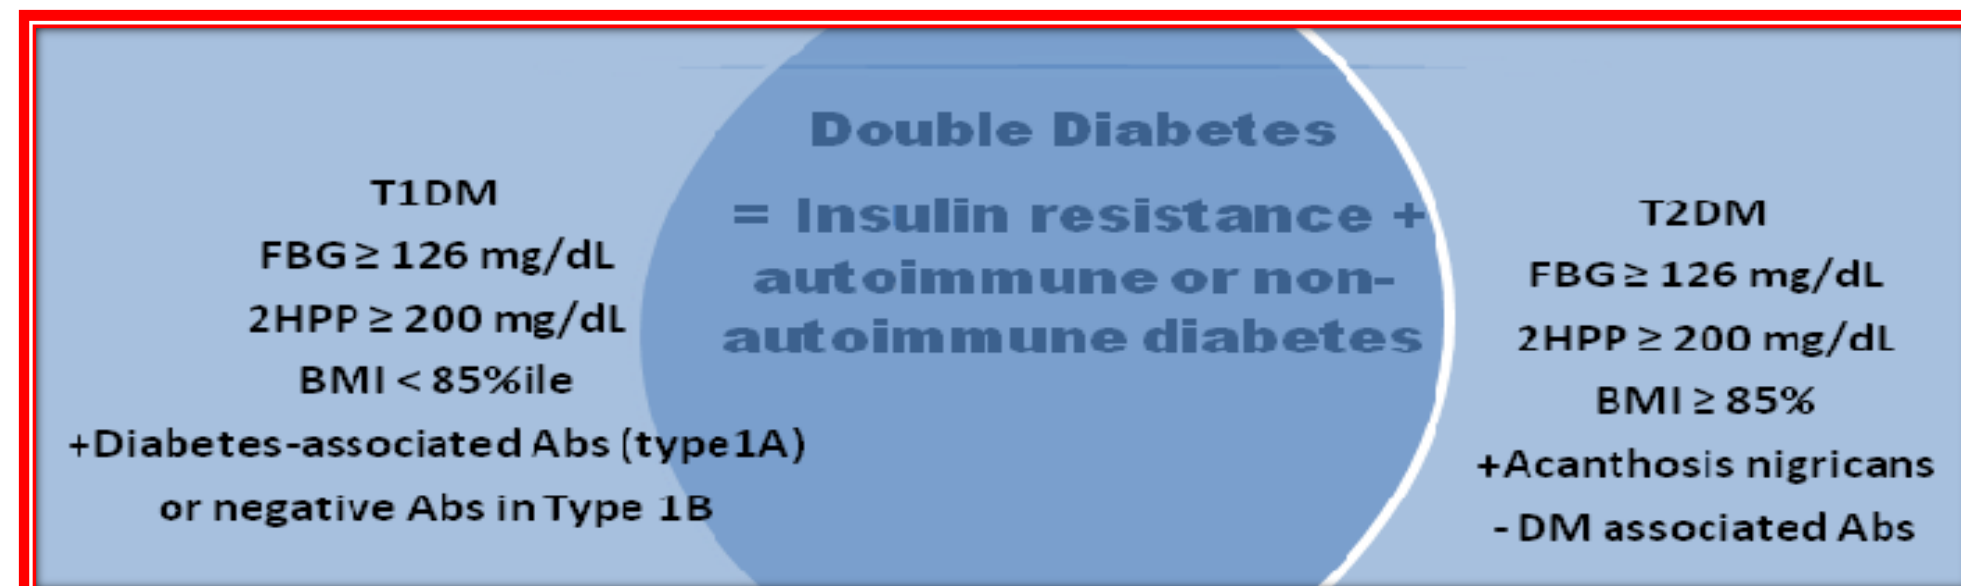 Double Diabetes
= Insulin resistance +
autoimmune or non-
autoimmune diabetes
T1DM
FBG ≥ 126 mg/dL
2HPP ≥ 200 mg/dL
BMI < 85%ile
+Diabetes-associated Abs (type1A)
or negative Abs in Type 1B
T2DM
FBG ≥ 126 mg/dL
2HPP ≥ 200 mg/dL
BMI ≥ 85%
+Acanthosis nigricans
- DM associated Abs